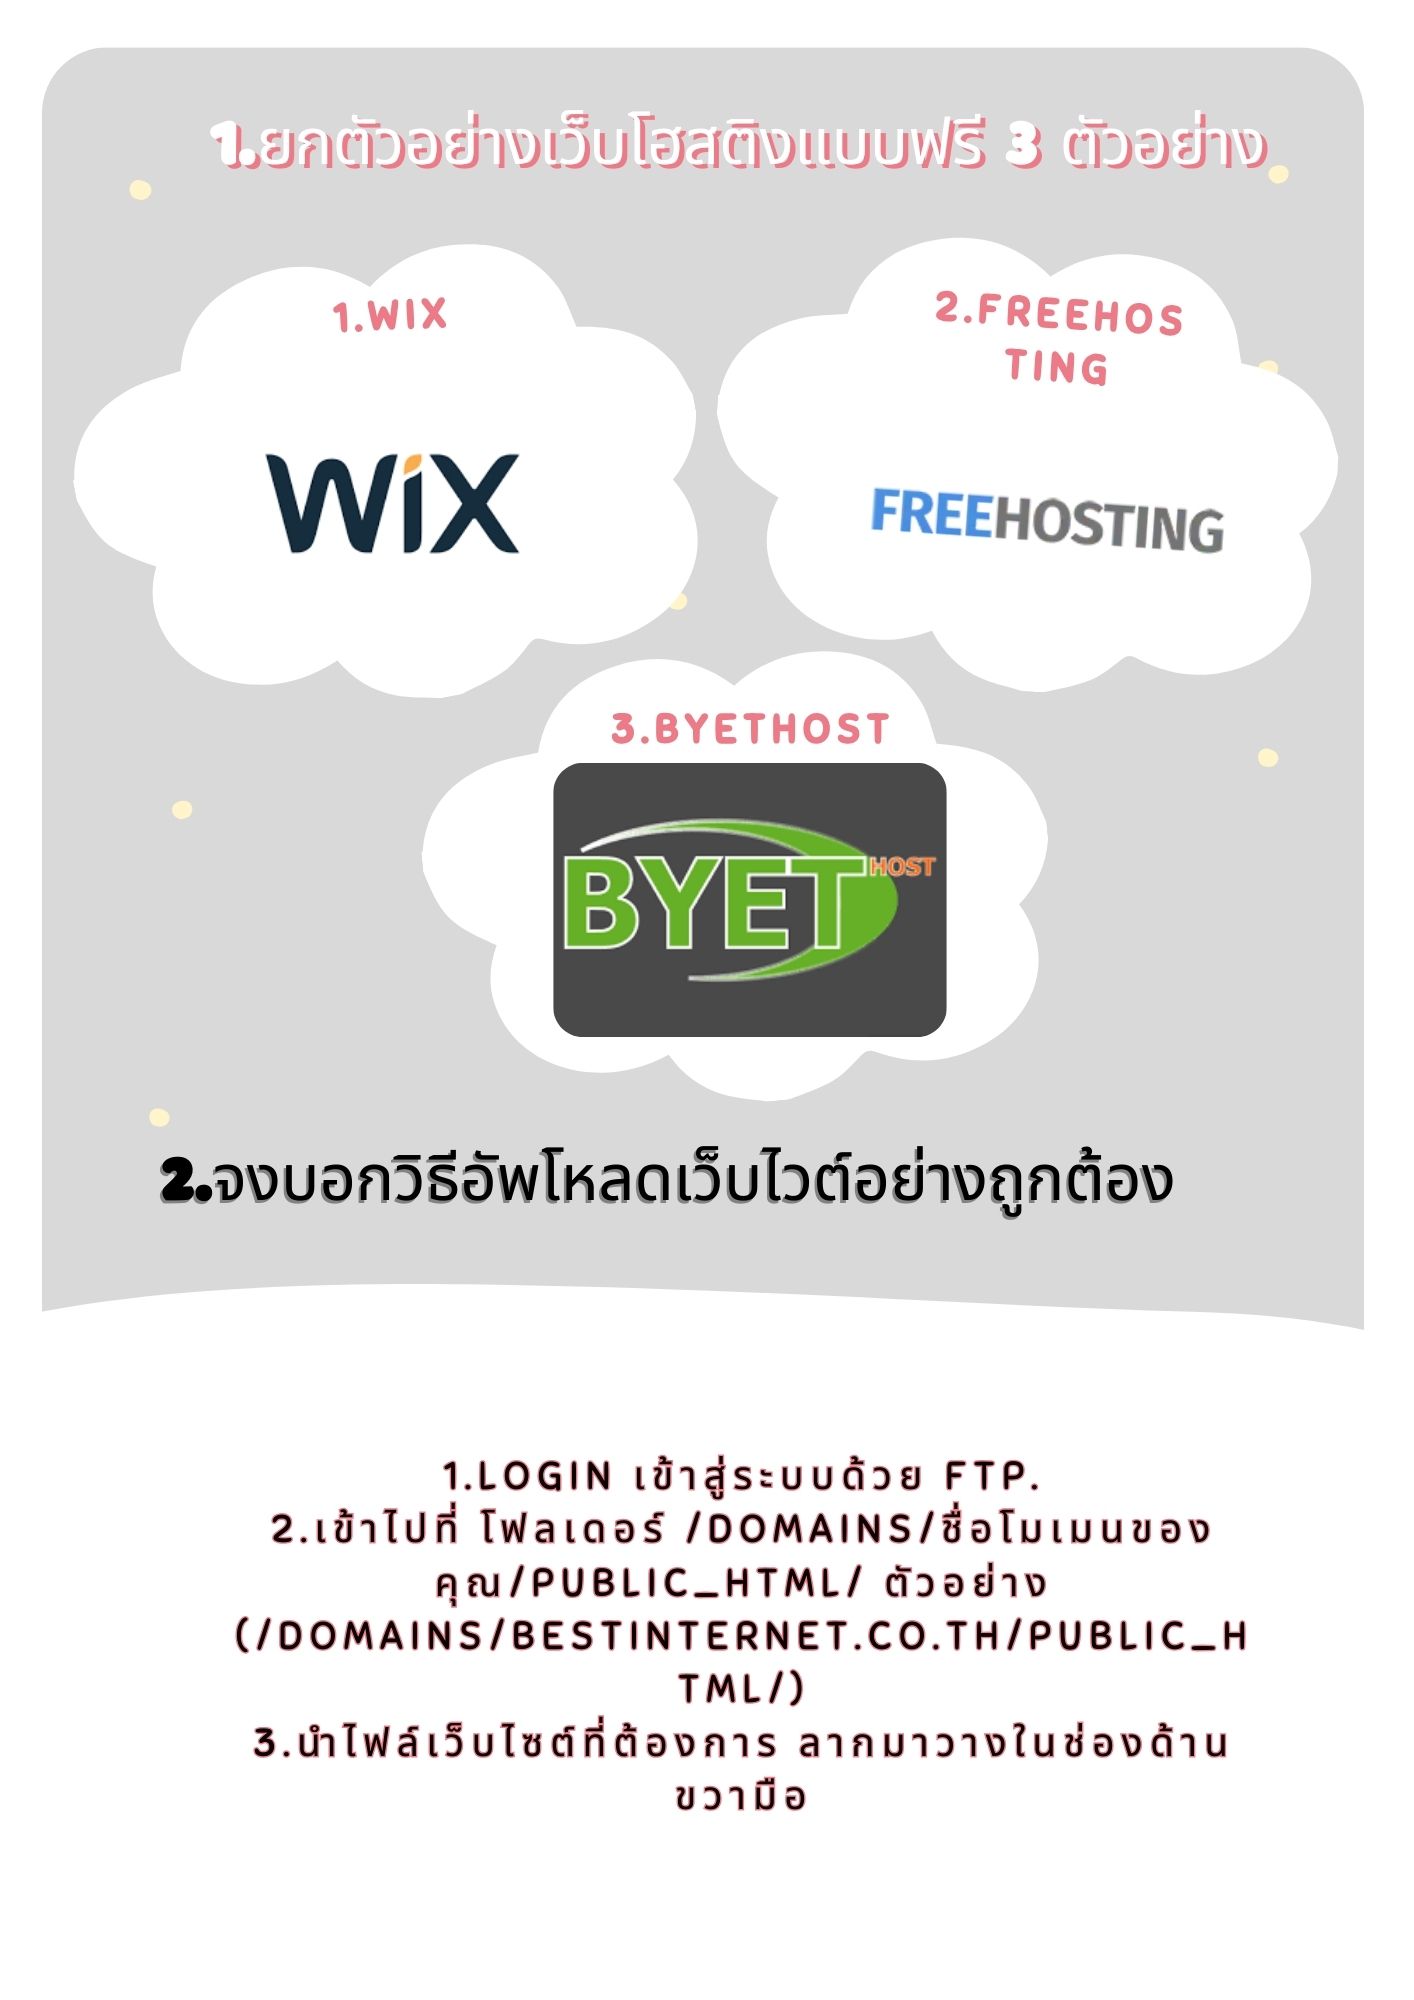 1.ยกตัวอย่างเว็บโฮสติงแบบฟรี 3 ตัวอย่าง
1.WIX
WiX
2.FREEHOS
TING
FREEHOSTING
3.BYETHOST
BYET HOST
2.จงบอกวิธีอัพโหลดเว็บไวต์อย่างถูกต้อง
1.LOGIN เข้าสู่ระบบด้วย FTP.
2.เข้าไปที่ โฟลเดอร์ /DOMAINS/ชื่อโมเมนของ
คุณ/PUBLIC_HTML/ ตัวอย่าง
(/DOMAINS/BESTINTERNET.CO.TH/PUBLIC_H
TML/)
3.นำไฟล์เว็บไซต์ที่ต้องการ ลากมาวางในช่องด้าน
ขวามือ